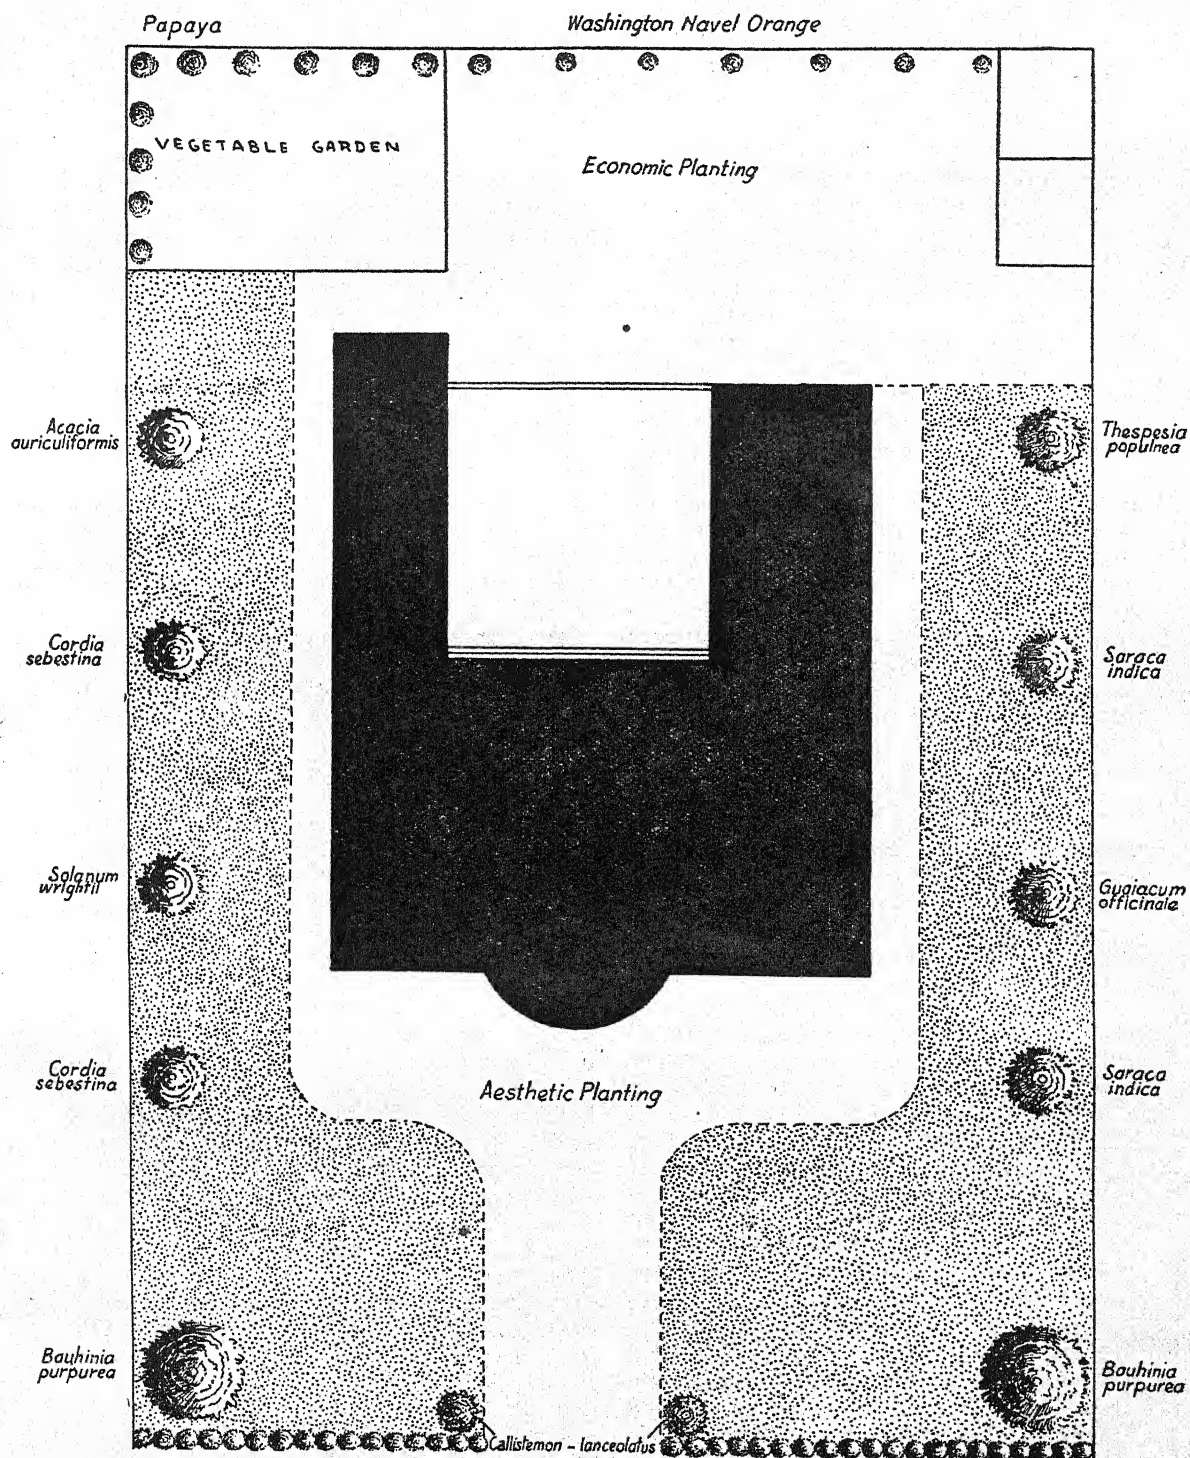 Papaya
Washington Navel Orange
VEGETABLE GARDEN
Economic Planting
Acacia
auriculiformis
Thespesia
populnea
Cordia
sebestina
Saraca
indica
Solanum
wrightii
Guaiacum
officinale
Cordia
sebestina
Aesthetic Planting
Saraca
indica
Bauhinia
purpurea
Bauhinia
purpurea
Callistemon - lanceolatus